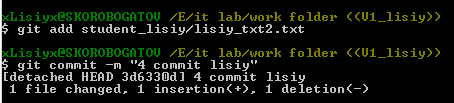 xLisiyx@SKOROBOGATOV /E/it lab/work folder ((V1_lisiy))
$ git add student_lisiy/lisiy_txt2.txt
xLisiyx@SKOROBOGATOV /E/it lab/work folder ((V1_lisiy))
$ git commit -m "4 commit lisiy"
[detached HEAD 3d6330d] 4 commit lisiy
1 file changed, 1 insertion(+), 1 deletion(-)